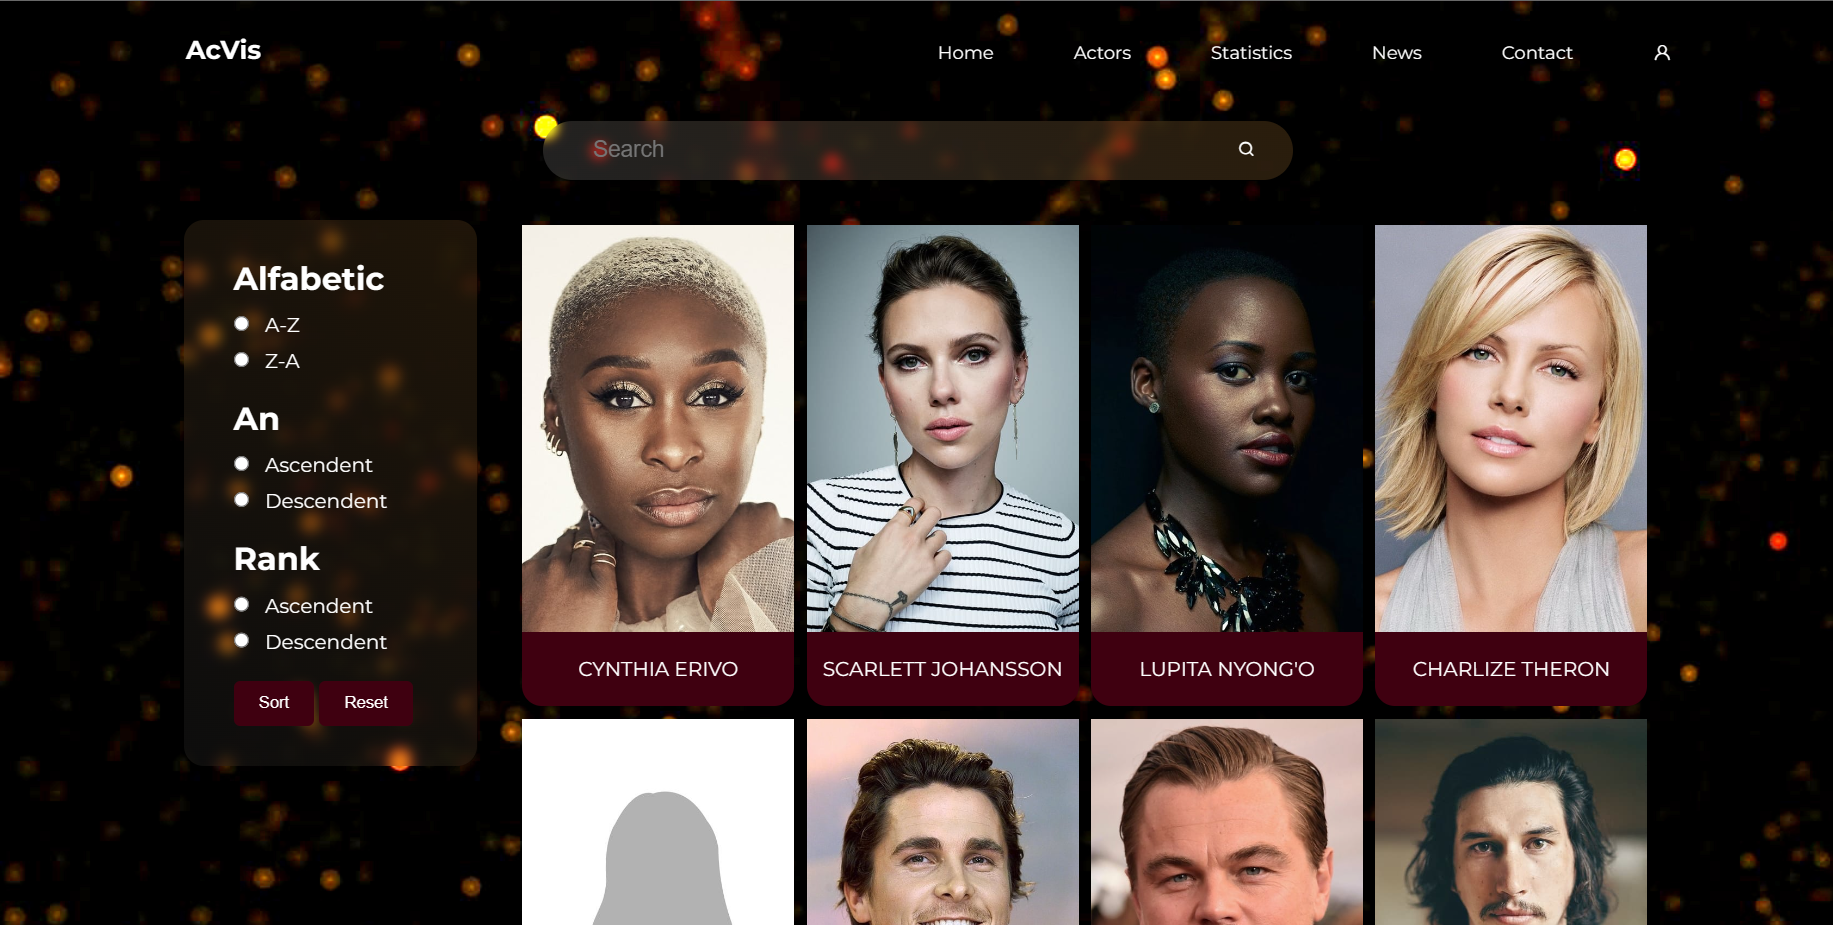 AcVis
Home
Actors
Statistics
News
Contact
Search
Alfabetic
A-Z
Z-A
An
Ascendent
Descendent
Rank
Ascendent
Descendent
Sort
Reset
CYNTHIA ERIVO
SCARLETT JOHANSSON
LUPITA NYONG'O
CHARLIZE THERON